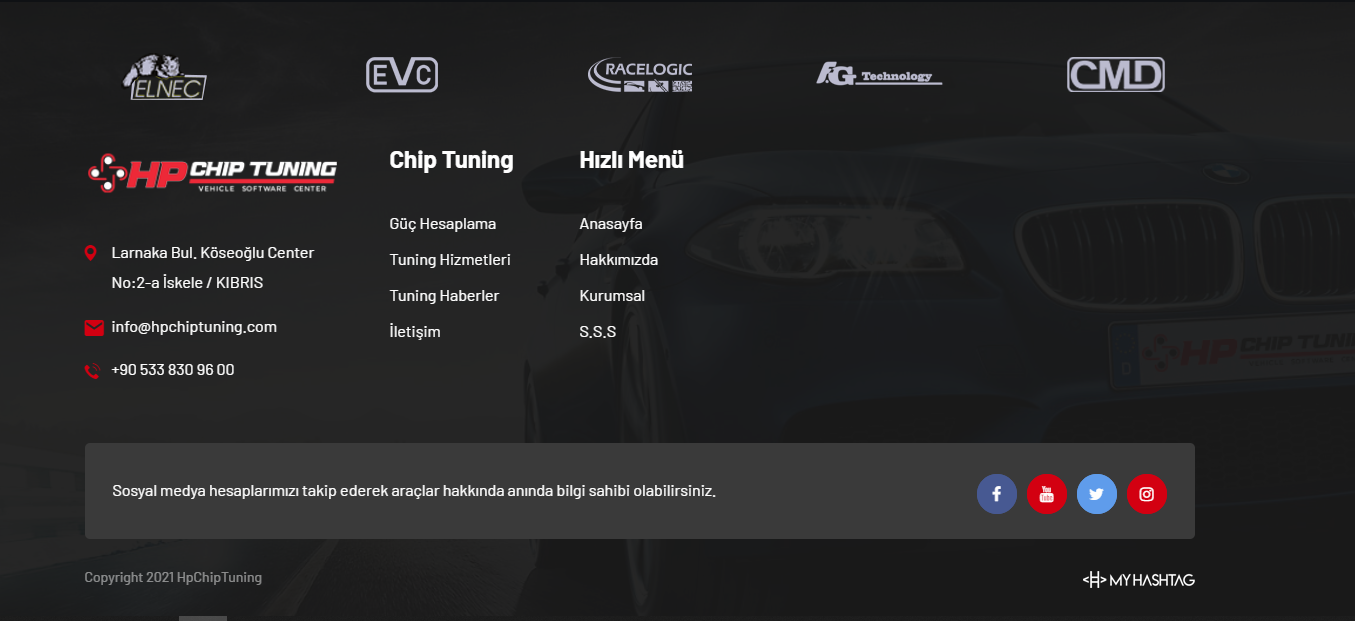 ELNEC
EVC
RACELOGIC
FG Technology
CMD
HP CHIP TUNING
VEHICLE SOFTWARE CENTER
Chip Tuning
Hızlı Menü
Larnaka Bul. Köseoğlu Center
No:2-a İskele / KIBRIS
info@hpchiptuning.com
+90 533 830 96 00
Güç Hesaplama
Tuning Hizmetleri
Tuning Haberler
İletişim
Anasayfa
Hakkımızda
Kurumsal
S.S.S
HP CHIP TUNIN
D
Sosyal medya hesaplarımızı takip ederek araçlar hakkında anında bilgi sahibi olabilirsiniz.
You Tube
Copyright 2021 HpChipTuning
MY HASHTAG